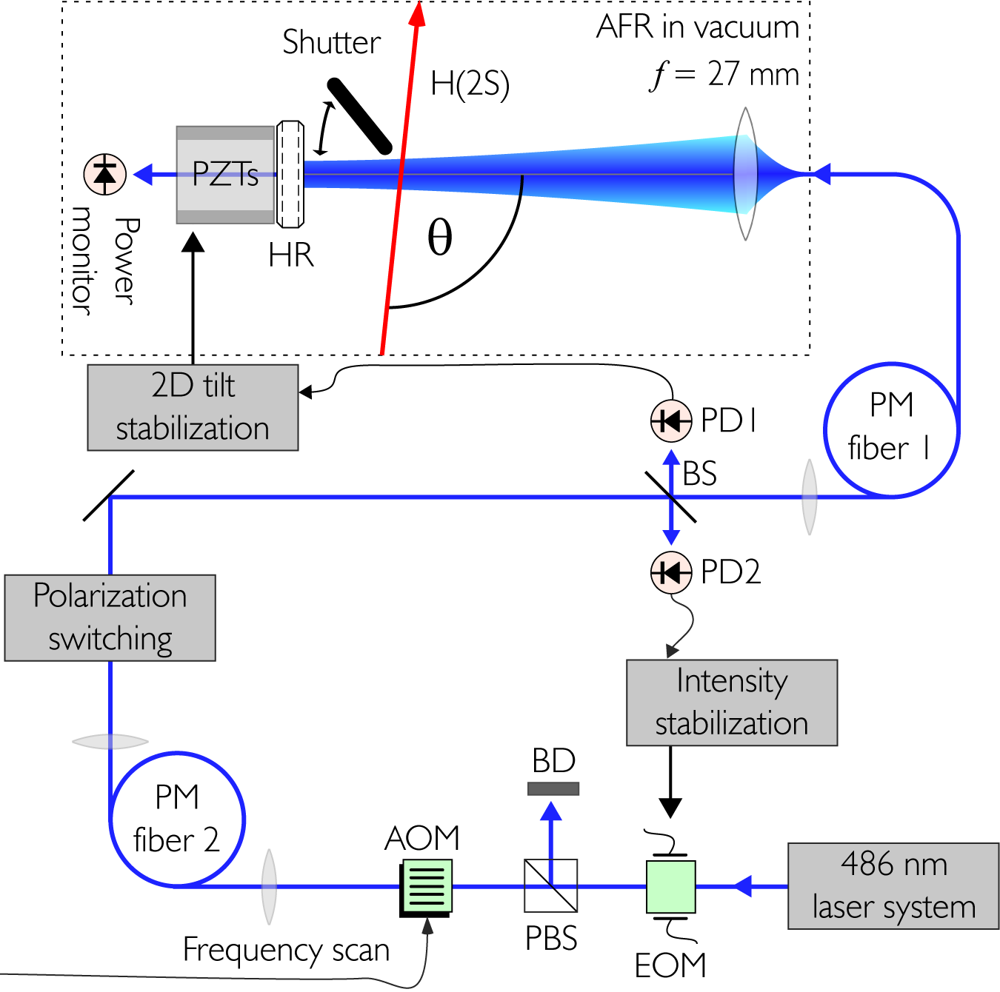 Shutter
AFR in vacuum
f = 27 mm
H(2S)
PZTs
HR
θ
Power
monitor
2D tilt
stabilization
PM
fiber 1
PD1
BS
PD2
Polarization
switching
Intensity
stabilization
BD
PM
fiber 2
AOM
486 nm
laser system
PBS
Frequency scan
EOM